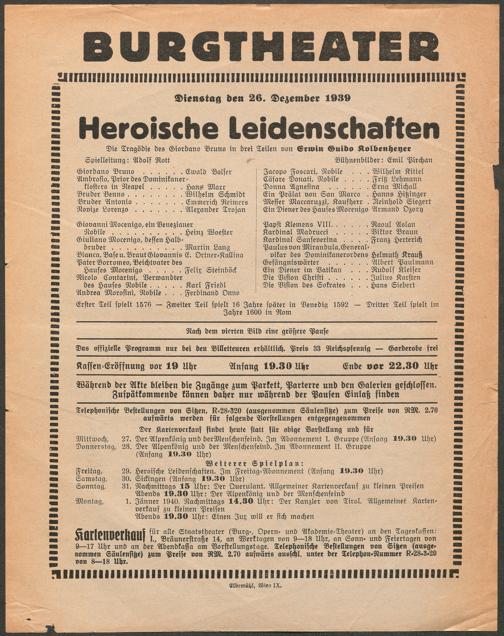 BURGTHEATER
Dienstag den 26. Dezember 1939
Heroische Leidenschaften
Die Tragödie des Giordano Bruno in drei Teilen von Erwin Guido Kolbenheyer
Spielleitung: Adolf Rott
Bühnenbilder: Emil Pirchan
Giordano Bruno . . . . . . . Ewald Balser
Ambrosio, Prior des Dominikaner-
klosters in Neapel . . . . . Hans Marr
Bruder Benno . . . . . . . Wilhelm Schmidt
Bruder Antonio . . . . . . . Emmerich Reimers
Novize Lorenzo . . . . . . . Alexander Trojan
Giovanni Mocenigo, ein Venezianer
Nobile . . . . . . . . Heinz Woester
Giuliano Mocenigo, dessen Halb-
bruder . . . . . . . . Martin Lang
Bianca, Base u. Braut Giovannis E. Ortner-Kallina
Pater Borromeo, Beichtvater des
Hauses Mocenigo . . . . . Felix Steinböck
Nicolo Contarini, Verwandter
des Hauses Nobile . . . . Karl Friedl
Andrea Morosini, Nobile . . . Ferdinand Onno
Jacopo Foscari, Nobile . . . Wilhelm Kittel
Cäsare Donati, Nobile . . . Fritz Lehmann
Donna Agnesina . . . . . . Erna Michall
Ein Prälat von San Marco . . Hanns Hitzinger
Messer Maccaruzzi, Kaufherr . Reinhold Siegert
Ein Diener des Hauses Mocenigo Armand Ozory
Papst Klemens VIII. . . . . . Raoul Aslan
Kardinal Madrucci . . . . . Viktor Braun
Kardinal Sanseverina . . . . Franz Herterich
Paulus von Mirandula, General-
vikar des Dominikanerordens Helmuth Krauß
Gefängniswärter . . . . . . Albert Paulmann
Ein Diener im Vatikan . . . Rudolf Kleiser
Die Vision Christi . . . . . Julius Karsten
Die Vision des Sokrates . . . Hans Siebert
Erster Teil spielt 1576 — Zweiter Teil spielt 16 Jahre später in Venedig 1592 — Dritter Teil spielt im
Jahre 1600 in Rom
Nach dem vierten Bild eine größere Pause
Das offizielle Programm nur bei den Billetteuren erhältlich. Preis 33 Reichspfennig — Garderobe frei
Kassen-Eröffnung vor 19 Uhr
Anfang 19.30 Uhr
Ende vor 22.30 Uhr
Während der Akte bleiben die Zugänge zum Parkett, Parterre und den Galerien geschlossen.
Zuspätkommende können daher nur während der Pausen Einlaß finden
Telephonische Bestellungen von Sitzen, R-28-320 (ausgenommen Säulensitze) zum Preise von RM. 2.70
aufwärts werden für folgende Vorstellungen entgegengenommen
Der Kartenverkauf findet heute statt für obige Vorstellung und für
Mittwoch, 27. Der Alpenkönig und der Menschenfeind. Im Abonnement I. Gruppe (Anfang 19.30 Uhr)
Donnerstag, 28. Der Alpenkönig und der Menschenfeind. Im Abonnement II. Gruppe
(Anfang 19.30 Uhr)
Weiterer Spielplan:
Freitag, 29. Heroische Leidenschaften. Im Freitag-Abonnement (Anfang 19.30 Uhr)
Samstag, 30. Sickingen (Anfang 19.30 Uhr)
Sonntag, 31. Nachmittags 15 Uhr: Der Querulant. Allgemeiner Kartenverkauf zu kleinen Preisen
Abends 19.30 Uhr: Der Alpenkönig und der Menschenfeind
Montag, 1. Jänner 1940. Nachmittags 14.30 Uhr: Der Kanzler von Tirol. Allgemeiner Karten-
verkauf zu kleinen Preisen
Abends 19.30 Uhr: Einen Jux will er sich machen
Kartenverkauf für alle Staatstheater (Burg-, Opern- und Akademie-Theater) an den Tageskassen:
I., Bräunerstraße 14, an Werktagen von 9—18 Uhr, an Sonn- und Feiertagen von
9—17 Uhr und an der Abendkassa am Vorstellungstage. Telephonische Bestellungen von Sitzen (ausge-
nommen Säulensitze) zum Preise von RM. 2.70 aufwärts auschl. unter der Telephon-Nummer R-28-3-20
von 8—18 Uhr.
Elbemühl, Wien IX.